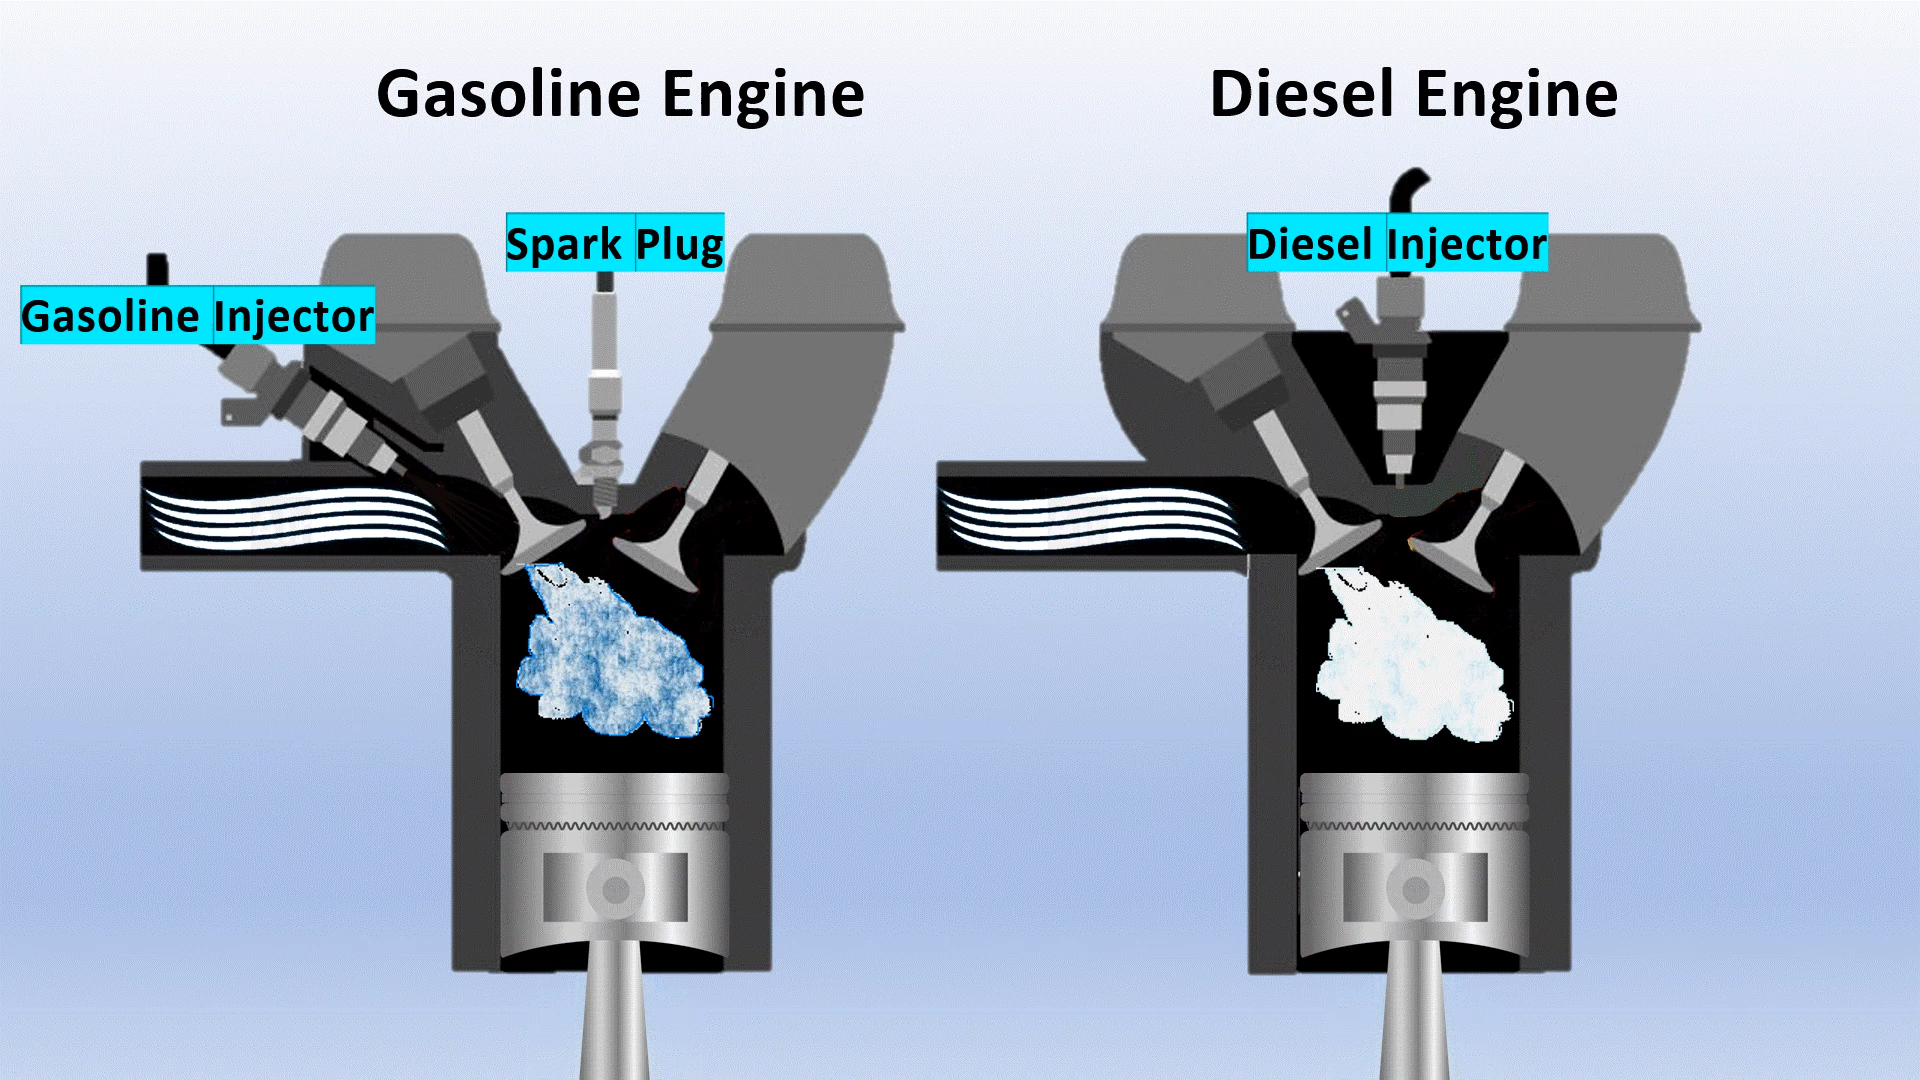 Gasoline Engine
Diesel Engine
Spark Plug
Diesel Injector
Gasoline Injector